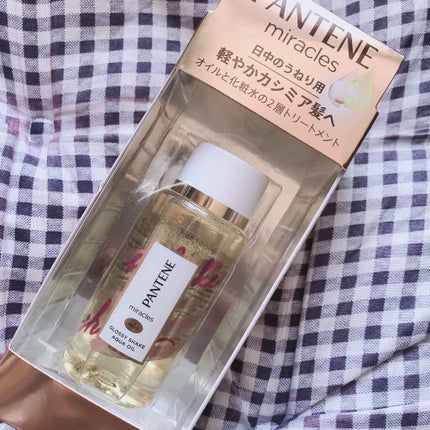 PANTENE
miracles
日中のうねり用
軽やかカシミア髪へ
オイルと化粧水の2層トリートメント
PANTENE
miracles
GLOSSY SHAKE
AQUA OIL